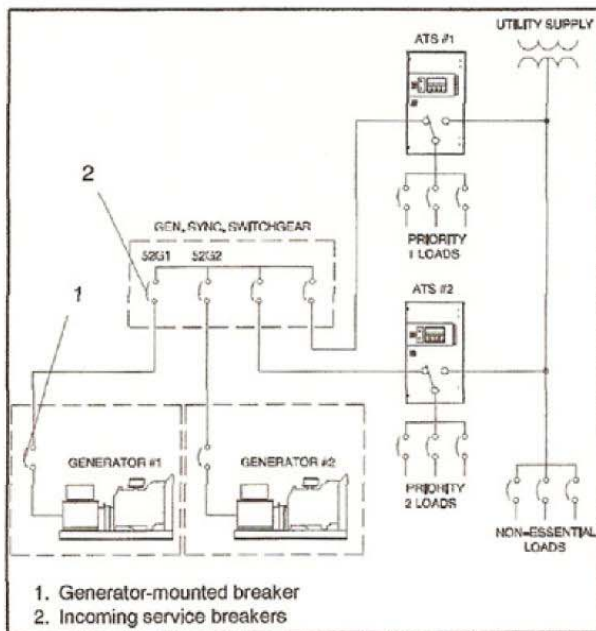 UTILITY SUPPLY
ATS #1
2
GEN, SYNC, SWITCHGEAR
52G1 52G2
PRIORITY
1 LOADS
ATS #2
1
GENERATOR #1
GENERATOR #2
PRIORITY
2 LOADS
NON-ESSENTIAL
LOADS
1. Generator-mounted breaker
2. Incoming service breakers